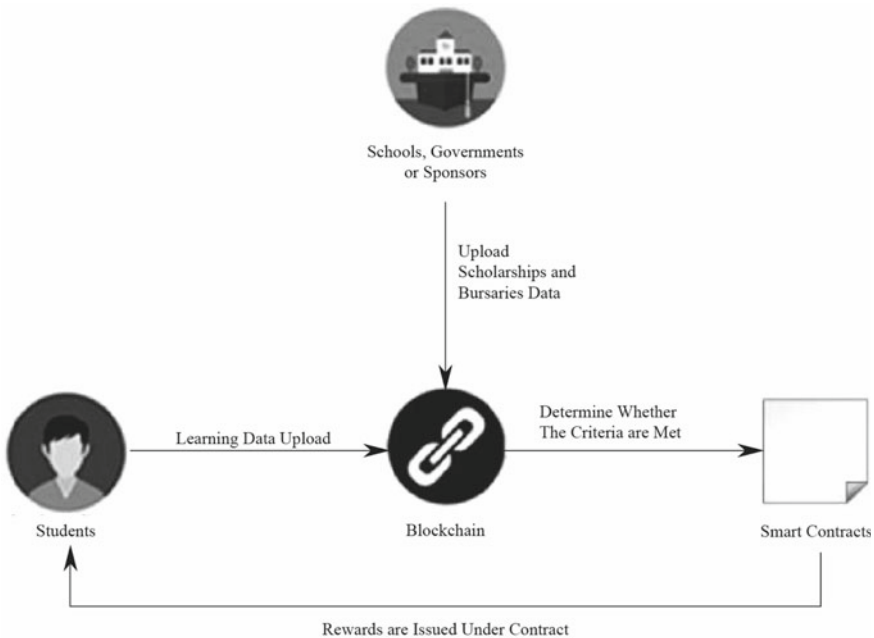 Schools, Governments
or Sponsors
Upload
Scholarships and
Bursaries Data
Learning Data Upload
Determine Whether
The Criteria are Met
Students
Blockchain
Smart Contracts
Rewards are Issued Under Contract